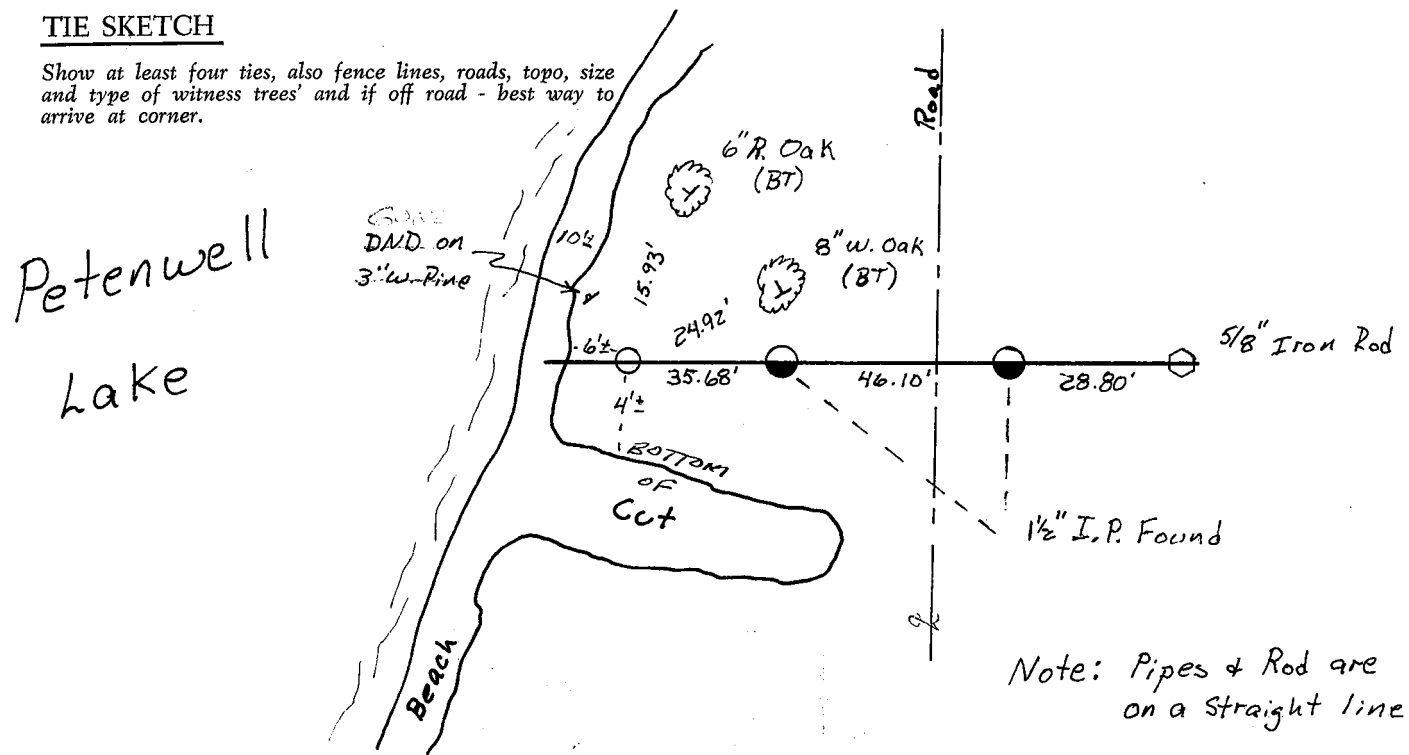 TIE SKETCH
Show at least four ties, also fence lines, roads, topo, size
and type of witness trees' and if off road - best way to
arrive at corner.
Road
6" R. Oak
(BT)
Petenwell
Lake
GONE
D.N.D. on
3" W. Pine
10'±
15.93'
8" W. Oak
(BT)
24.92'
6'±
35.68'
46.10'
28.80'
5/8" Iron Rod
4'±
BOTTOM
OF
Cut
1½" I.P. Found
Beach
Note: Pipes & Rod are
on a straight line